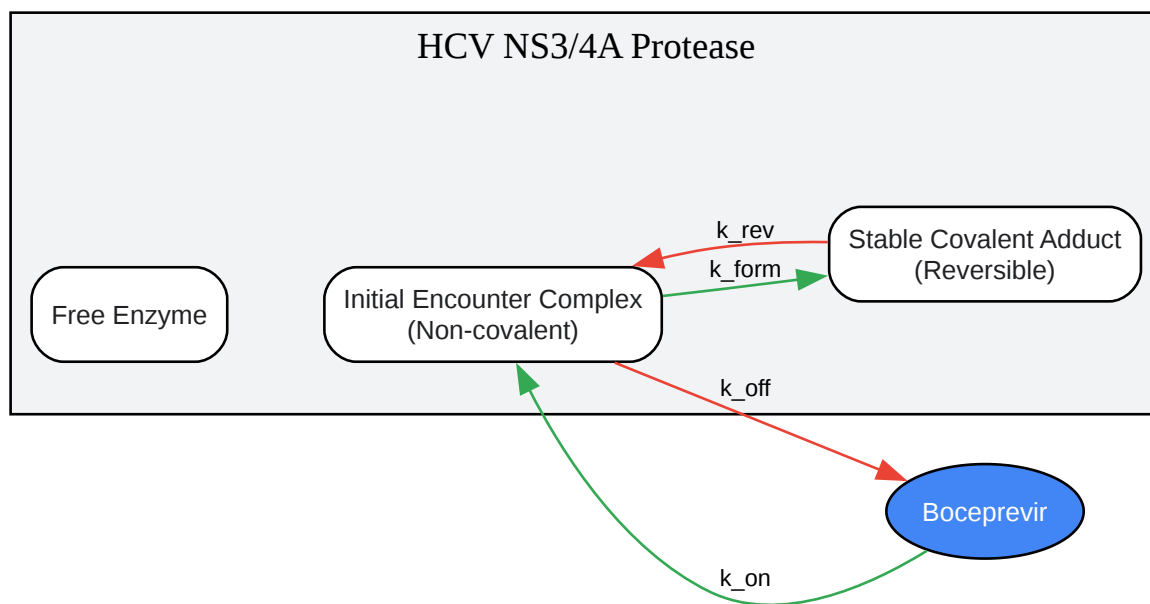 HCV NS3/4A Protease
k_rev
Stable Covalent Adduct
(Reversible)
k_form
Free Enzyme
Initial Encounter Complex
(Non-covalent)
k_off
Boceprevir
k_on